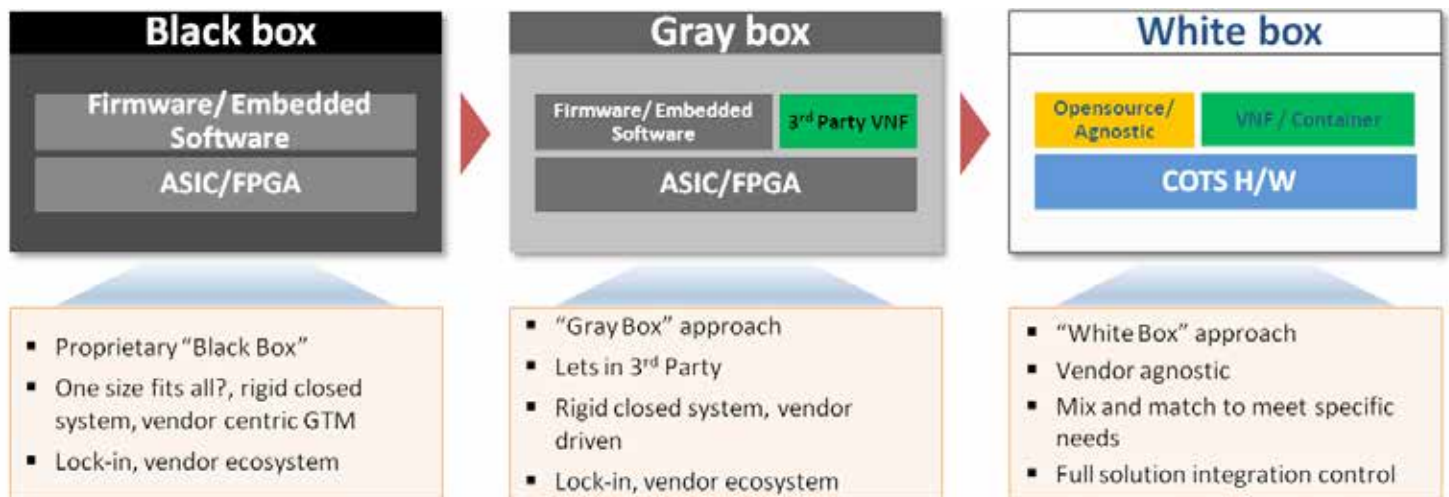 Black box
Firmware/ Embedded
Software
ASIC/FPGA
Gray box
Firmware/ Embedded
Software
3rd Party VNF
ASIC/FPGA
White box
Opensource/
Agnostic
VNF / Container
COTS H/W
▪ Proprietary “Black Box”
▪ One size fits all?, rigid closed
system, vendor centric GTM
▪ Lock-in, vendor ecosystem
▪ “Gray Box” approach
▪ Lets in 3rd Party
▪ Rigid closed system, vendor
driven
▪ Lock-in, vendor ecosystem
▪ “White Box” approach
▪ Vendor agnostic
▪ Mix and match to meet specific
needs
▪ Full solution integration control